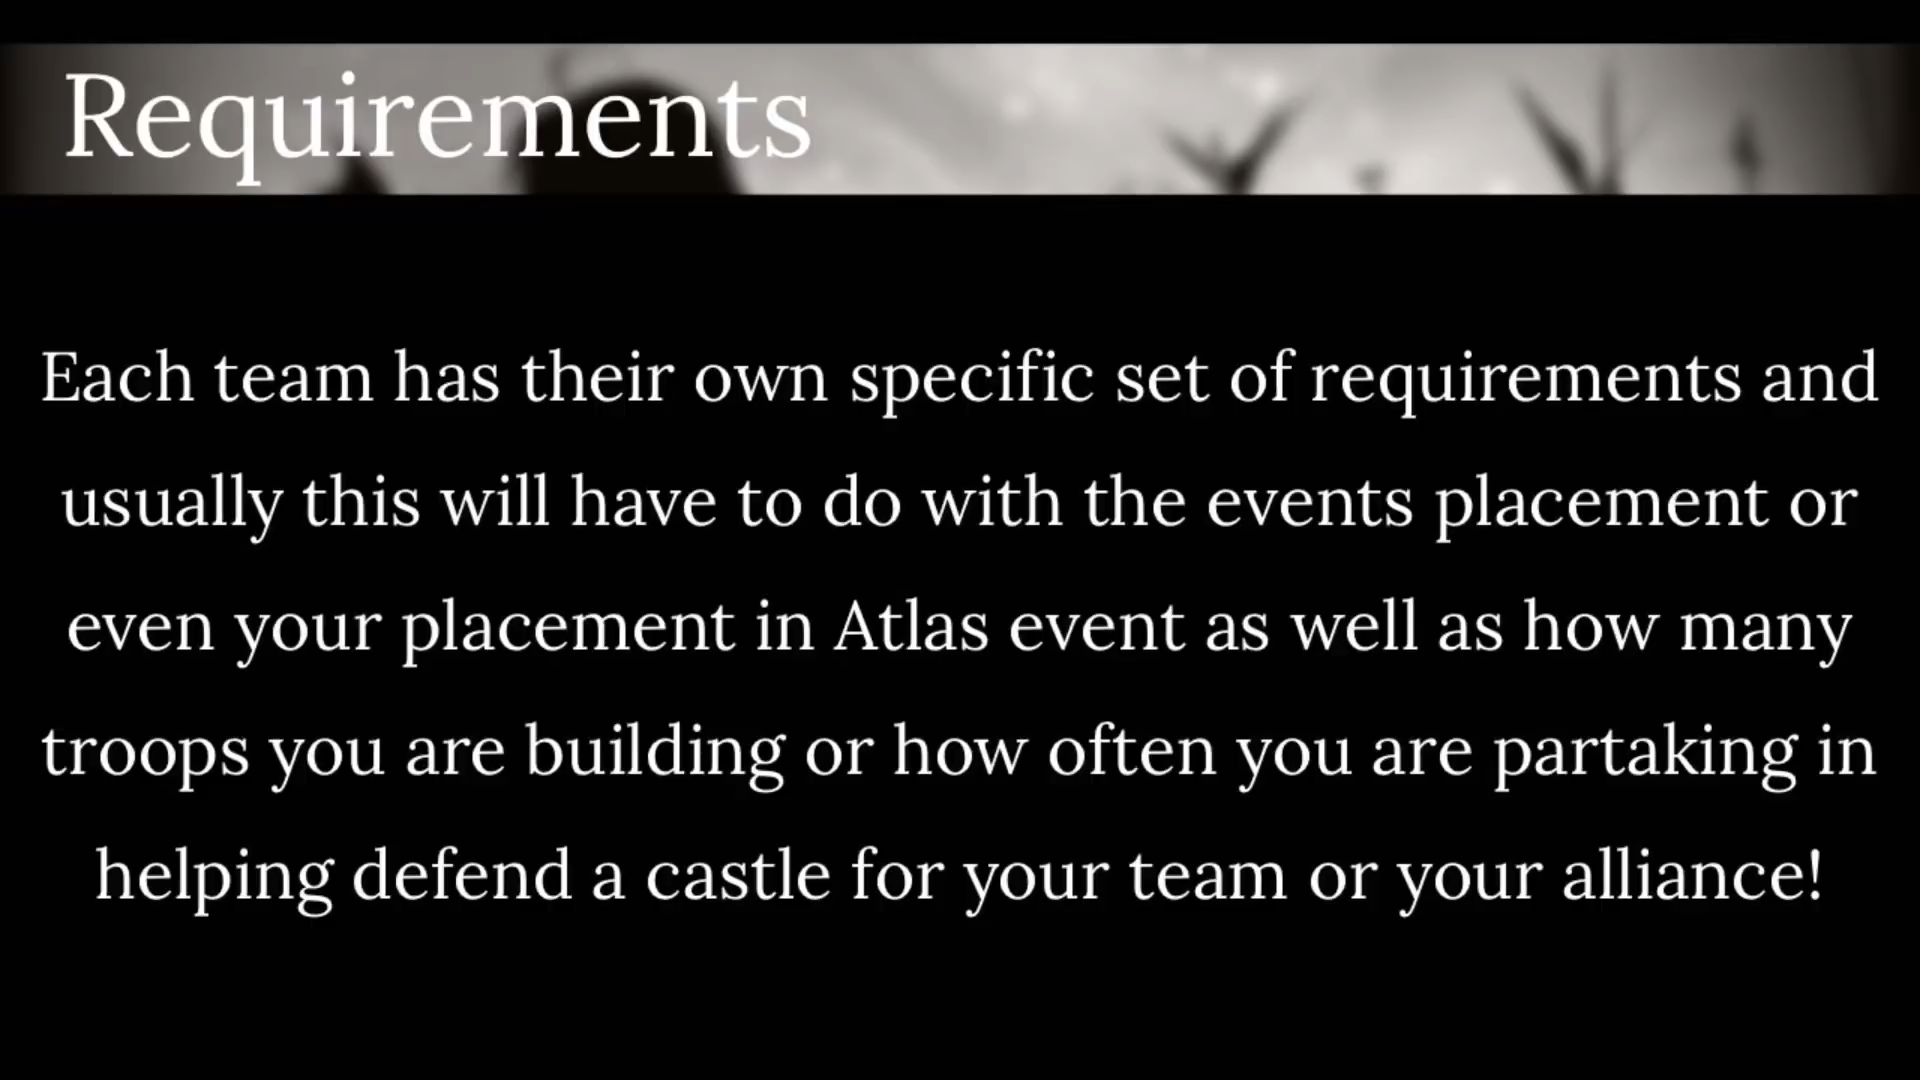 Requirements
Each team has their own specific set of requirements and
usually this will have to do with the events placement or
even your placement in Atlas event as well as how many
troops you are building or how often you are partaking in
helping defend a castle for your team or your alliance!